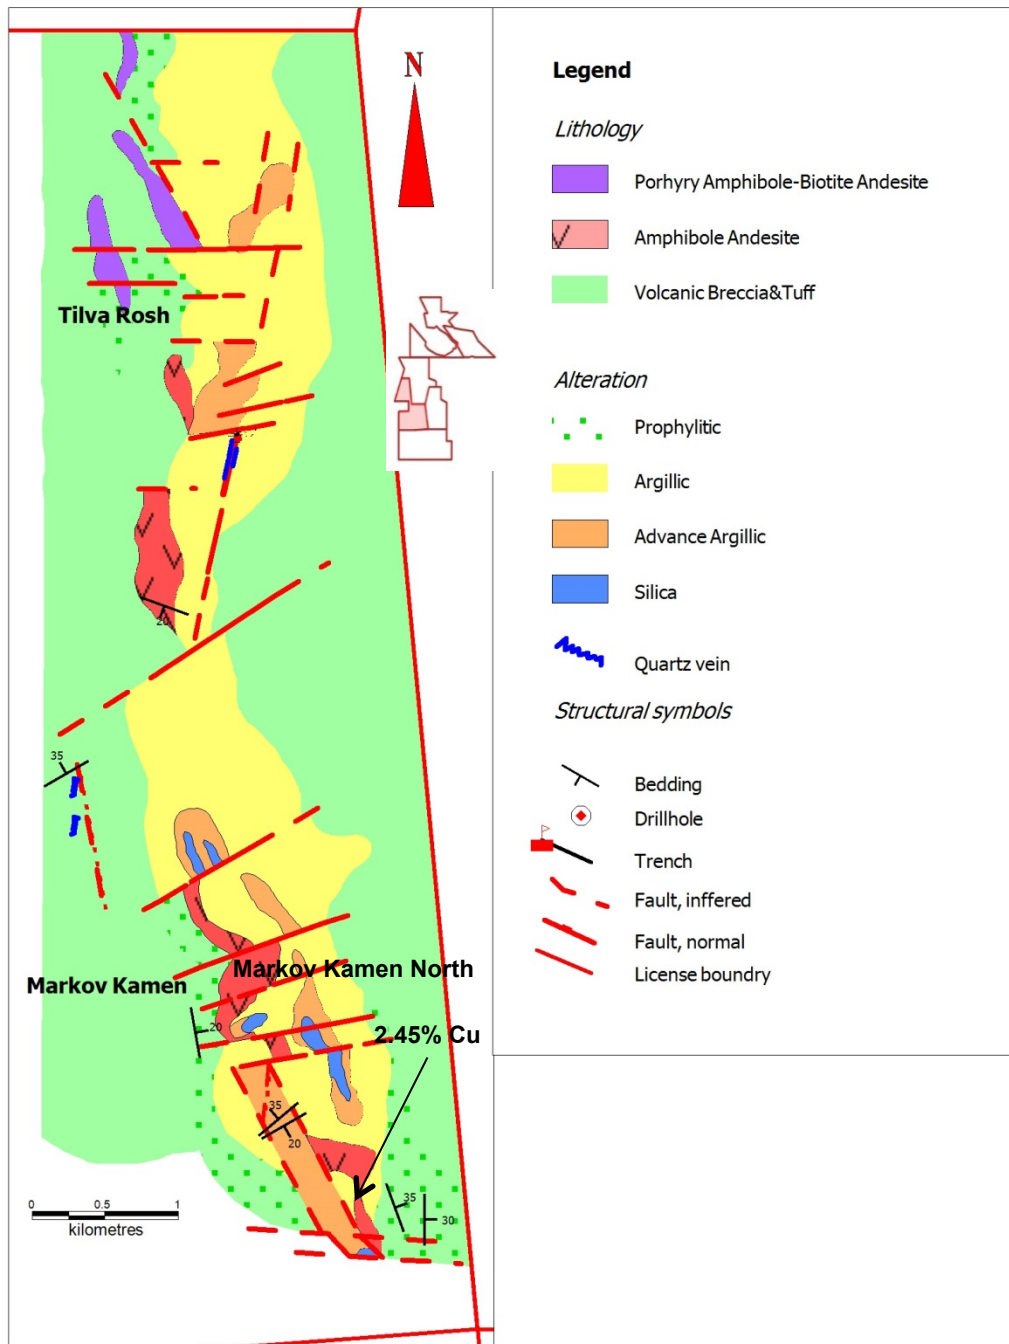 N
Tilva Rosh
20
35
Markov Kamen North
Markov Kamen
20
2.45% Cu
35
20
35
30
0 0.5 1
kilometres
Legend
Lithology
Porhyry Amphibole-Biotite Andesite
Amphibole Andesite
Volcanic Breccia&Tuff
Alteration
Prophylitic
Argillic
Advance Argillic
Silica
Quartz vein
Structural symbols
Bedding
Drillhole
Trench
Fault, inffered
Fault, normal
License boundry